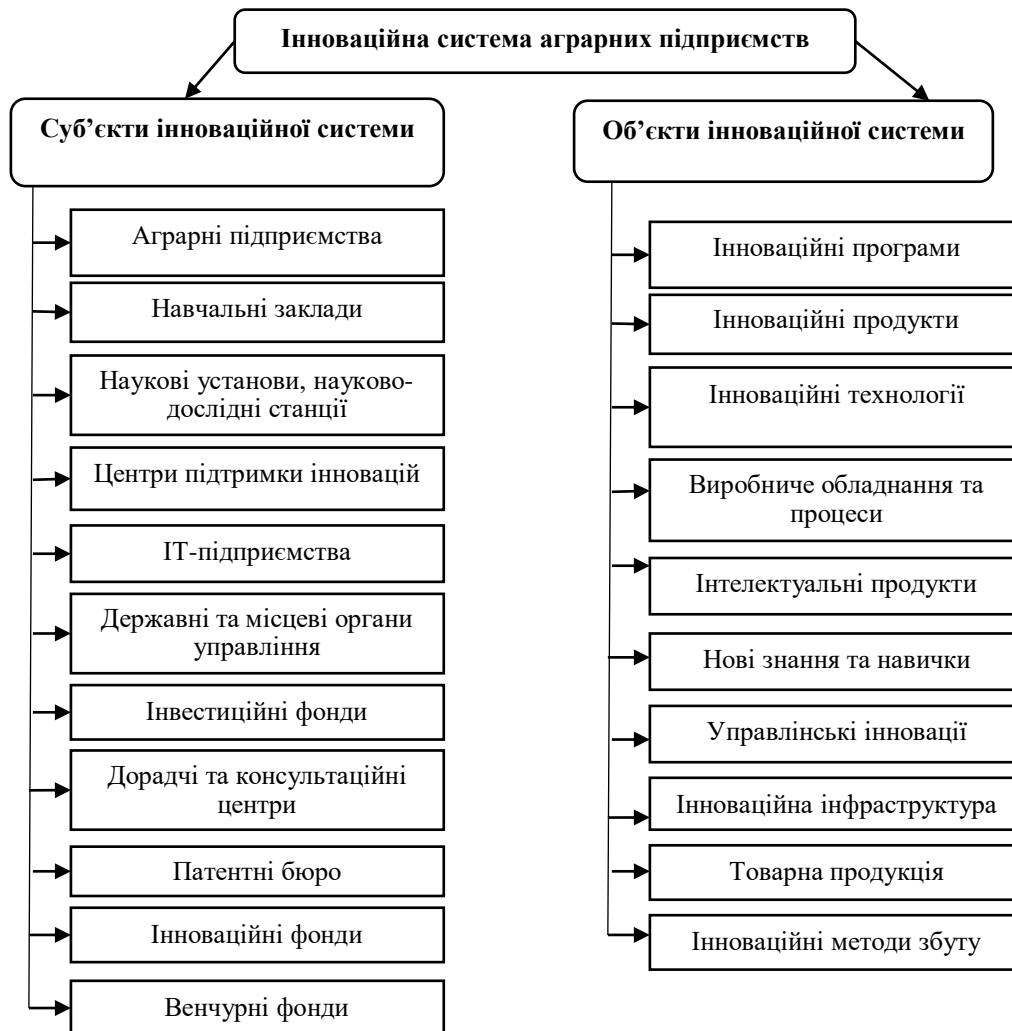 Інноваційна система аграрних підприємств
Суб’єкти інноваційної системи
Аграрні підприємства
Навчальні заклади
Наукові установи, науково-
дослідні станції
Центри підтримки інновацій
ІТ-підприємства
Державні та місцеві органи
управління
Інвестиційні фонди
Дорадчі та консультаційні
центри
Патентні бюро
Інноваційні фонди
Венчурні фонди
Об’єкти інноваційної системи
Інноваційні програми
Інноваційні продукти
Інноваційні технології
Виробниче обладнання та
процеси
Інтелектуальні продукти
Нові знання та навички
Управлінські інновації
Інноваційна інфраструктура
Товарна продукція
Інноваційні методи збуту